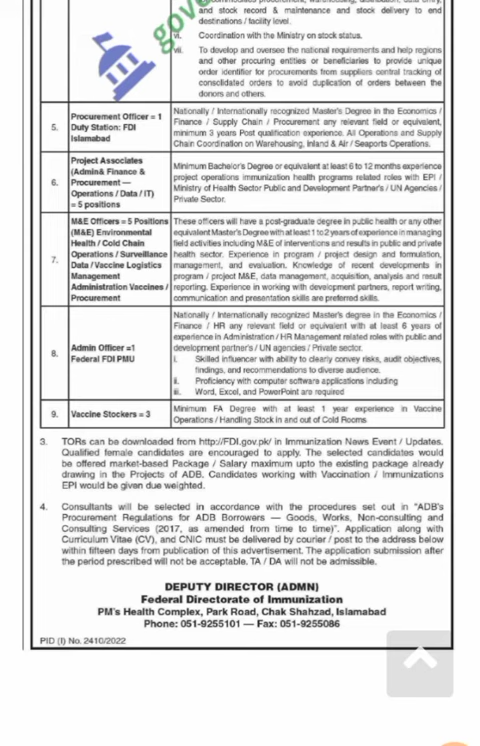 and stock record & maintenance and stock delivery to end
destinations / facility level.
vi. Coordination with the Ministry on stock status.
vii. To develop and oversee the national requirements and help regions
and other procuring entities or beneficiaries to provide unique
order identifier for procurements from suppliers central tracking of
consolidated orders to avoid duplication of orders between the
donors and others.
gove
5. Procurement Officer = 1
Duty Station: FDI
Islamabad
Nationally / Internationally recognized Master's Degree in the Economics /
Finance / Supply Chain / Procurement any relevant field or equivalent,
minimum 3 years Post qualification experience. All Operations and Supply
Chain Coordination on Warehousing, Inland & Air / Seaports Operations.
6. Project Associates
(Admin& Finance &
Procurement —
Operations / Data / IT)
= 5 positions
Minimum Bachelor's Degree or equivalent at least 6 to 12 months experience
project operations immunization health programs related roles with EPI /
Ministry of Health Sector Public and Development Partner's / UN Agencies /
Private Sector.
7. M&E Officers = 5 Positions
(M&E) Environmental
Health / Cold Chain
Operations / Surveillance
Data / Vaccine Logistics
Management
Administration Vaccines /
Procurement
These officers will have a post-graduate degree in public health or any other
equivalent Master's Degree with at least 1 to 2 years of experience in managing
field activities including M&E of interventions and results in public and private
health sector. Experience in program / project design and formulation,
management, and evaluation. Knowledge of recent developments in
program / project M&E, data management, acquisition, analysis and result
reporting. Experience in working with development partners, report writing,
communication and presentation skills are preferred skills.
8. Admin Officer =1
Federal FDI PMU
Nationally / Internationally recognized Master's degree in the Economics /
Finance / HR any relevant field or equivalent with at least 6 years of
experience in Administration / HR Management related roles with public and
development partner's / UN agencies / Private sector.
i. Skilled influencer with ability to clearly convey risks, audit objectives,
findings, and recommendations to diverse audience.
ii. Proficiency with computer software applications including
iii. Word, Excel, and PowerPoint are required
9. Vaccine Stockers = 3
Minimum FA Degree with at least 1 year experience in Vaccine
Operations / Handling Stock in and out of Cold Rooms
3. TORs can be downloaded from http://FDI.gov.pk/ in Immunization News Event / Updates.
Qualified female candidates are encouraged to apply. The selected candidates would
be offered market-based Package / Salary maximum upto the existing package already
drawing in the Projects of ADB. Candidates working with Vaccination / Immunizations
EPI would be given due weighted.
4. Consultants will be selected in accordance with the procedures set out in "ADB's
Procurement Regulations for ADB Borrowers — Goods, Works, Non-consulting and
Consulting Services (2017, as amended from time to time)". Application along with
Curriculum Vitae (CV), and CNIC must be delivered by courier / post to the address below
within fifteen days from publication of this advertisement. The application submission after
the period prescribed will not be acceptable. TA / DA will not be admissible.
DEPUTY DIRECTOR (ADMN)
Federal Directorate of Immunization
PM's Health Complex, Park Road, Chak Shahzad, Islamabad
Phone: 051-9255101 — Fax: 051-9255086
PID (I) No. 2410/2022